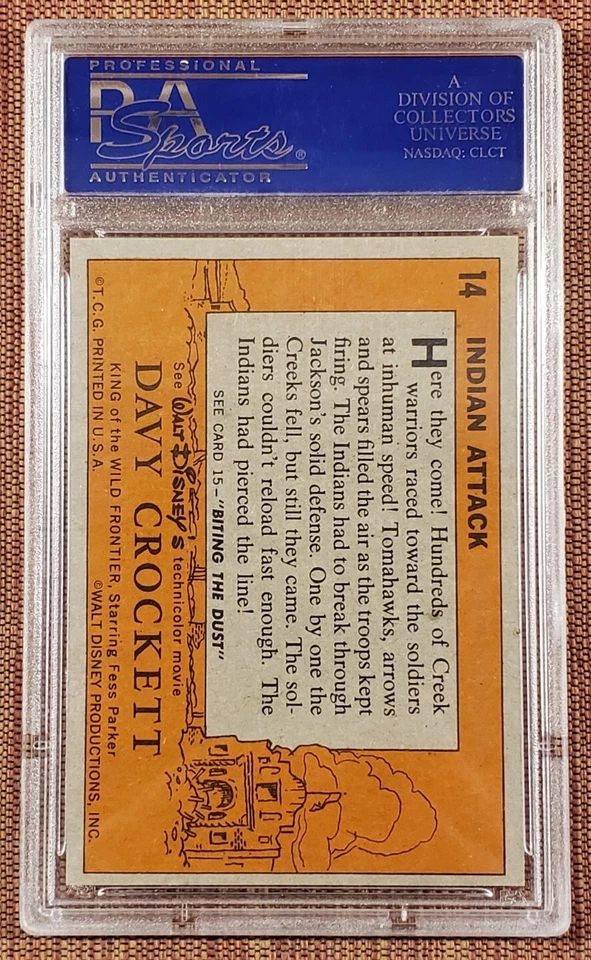 PROFESSIONAL
PSA
Sports®
AUTHENTICATOR
A
DIVISION OF
COLLECTORS
UNIVERSE
NASDAQ: CLCT
14 INDIAN ATTACK
Here they come! Hundreds of Creek
warriors raced toward the soldiers
at inhuman speed! Tomahawks, arrows
and spears filled the air as the troops kept
firing. The Indians had to break through
Jackson's solid defense. One by one the
Creeks fell, but still they came. The sol-
diers couldn't reload fast enough. The
Indians had pierced the line!
SEE CARD 15—"BITING THE DUST"
See WALT DISNEY'S technicolor movie
DAVY CROCKETT
KING of the WILD FRONTIER, Starring Fess Parker
©T.C.G. PRINTED IN U.S.A. ©WALT DISNEY PRODUCTIONS, INC.